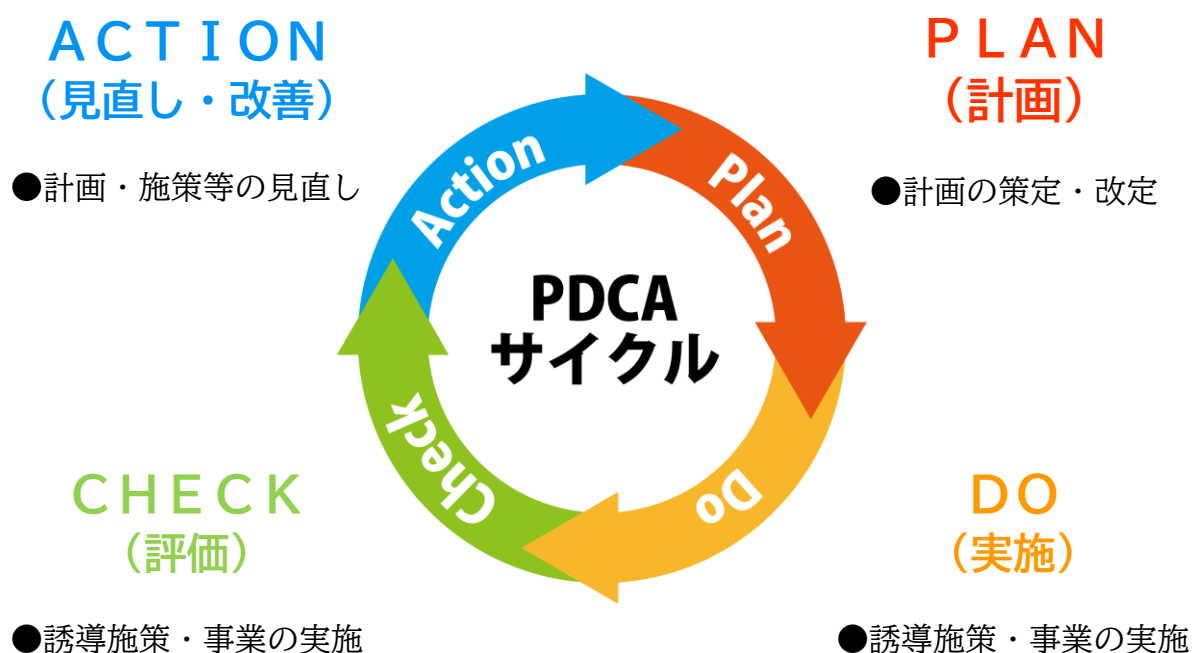 ＡＣＴＩＯＮ
（見直し・改善）
●計画・施策等の見直し
ＰＬＡＮ
（計画）
●計画の策定・改定
Action
Plan
PDCA
サイクル
Check
Do
ＣＨＥＣＫ
（評価）
●誘導施策・事業の実施
ＤＯ
（実施）
●誘導施策・事業の実施